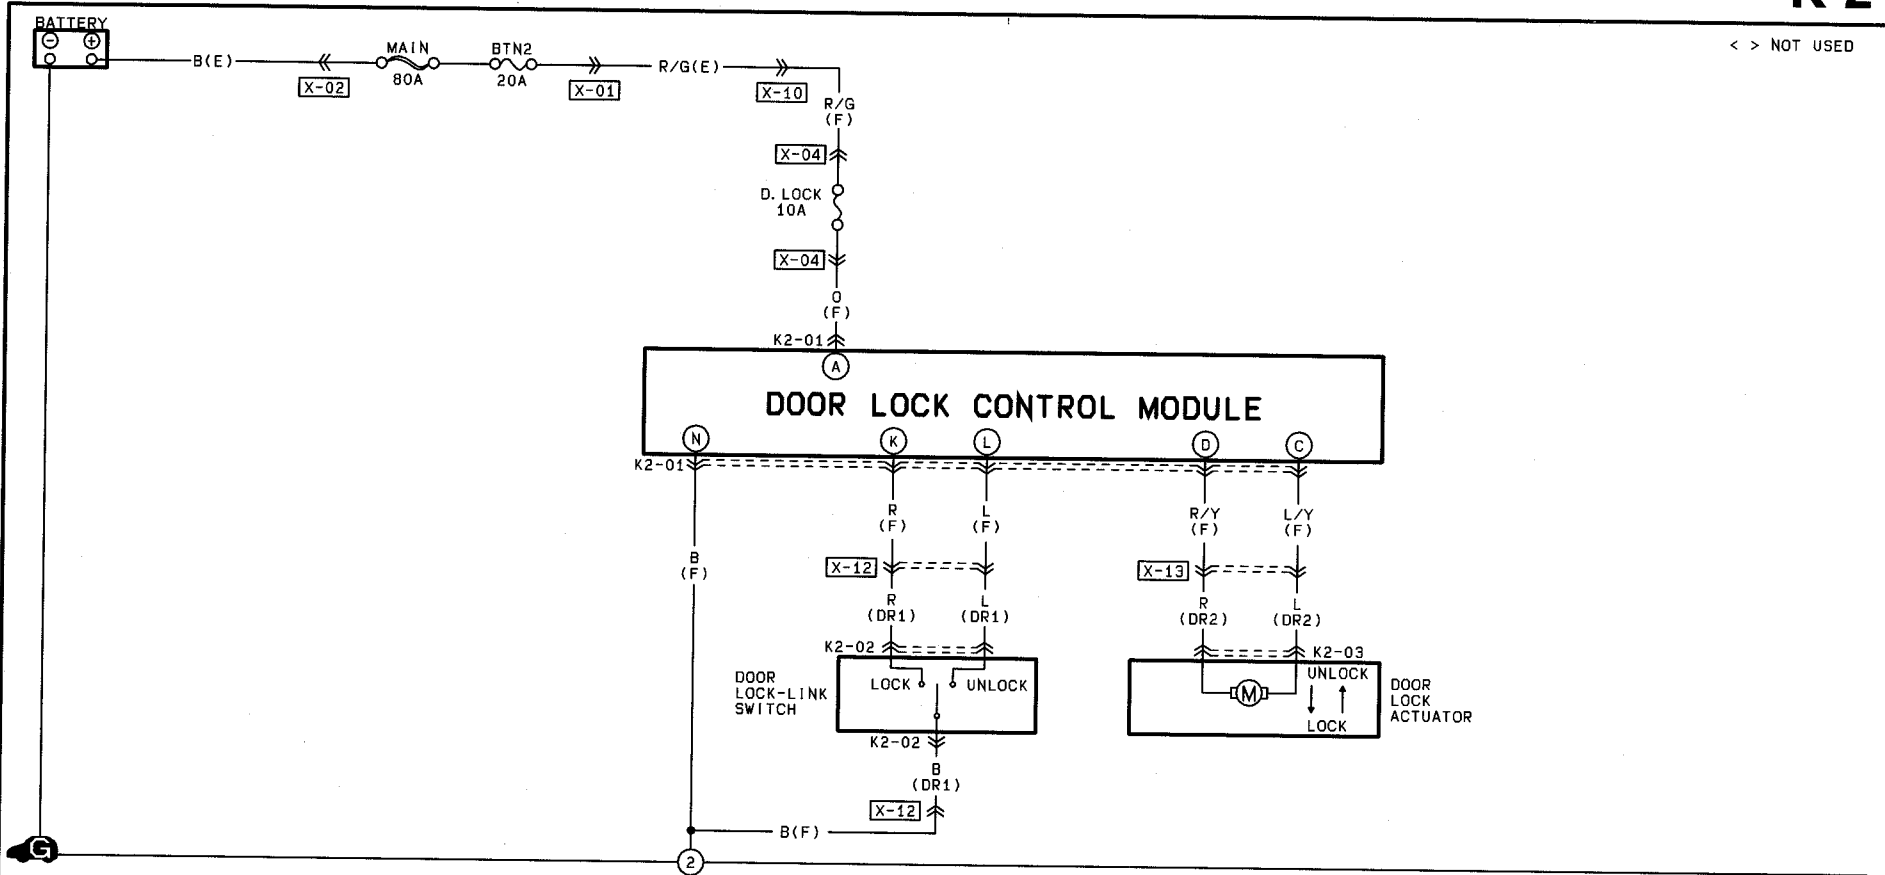 BATTERY
< > NOT USED
B(E)
X-02
MAIN
80A
BTN2
20A
X-01
R/G(E)
X-10
R/G
(F)
X-04
D.LOCK
10A
X-04
O
(F)
K2-01
A
DOOR LOCK CONTROL MODULE
N
K
L
D
C
K2-01
R
(F)
L
(F)
R/Y
(F)
L/Y
(F)
B
(F)
X-12
X-13
R
(DR1)
L
(DR1)
R
(DR2)
L
(DR2)
K2-02
K2-03
DOOR
LOCK-LINK
SWITCH
LOCK
UNLOCK
M
UNLOCK
LOCK
DOOR
LOCK
ACTUATOR
K2-02
B
(DR1)
X-12
B(F)
G
2